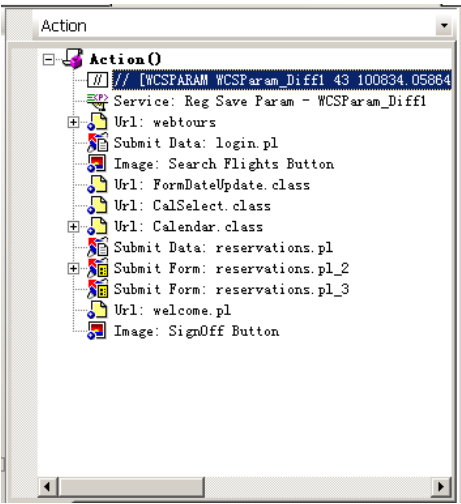 Action
Action()
// [WCSPARAM WCSParam_Diff1 43 100834.05864
Service: Reg Save Param - WCSParam_Diff1
Url: webtours
Submit Data: login.pl
Image: Search Flights Button
Url: FormDateUpdate.class
Url: CalSelect.class
Url: Calendar.class
Submit Data: reservations.pl
Submit Form: reservations.pl_2
Submit Form: reservations.pl_3
Url: welcome.pl
Image: SignOff Button